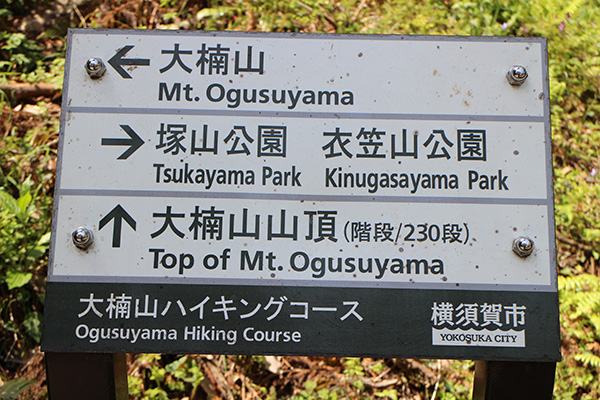 ← 大楠山
Mt. Ogusuyama
→ 塚山公園 衣笠山公園
Tsukayama Park Kinugasayama Park
↑ 大楠山山頂(階段/230段)
Top of Mt. Ogusuyama
大楠山ハイキングコース
Ogusuyama Hiking Course
横須賀市
YOKOSUKA CITY